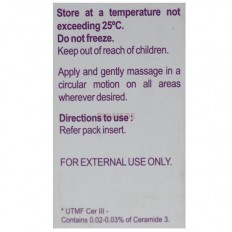 Store at a temperature not
exceeding 25ºC.
Do not freeze.
Keep out of reach of children.
Apply and gently massage in a
circular motion on all areas
wherever desired.
Directions to use :
Refer pack insert.
FOR EXTERNAL USE ONLY.
* UTMF Cer III -
Contains 0.02-0.03% of Ceramide 3.